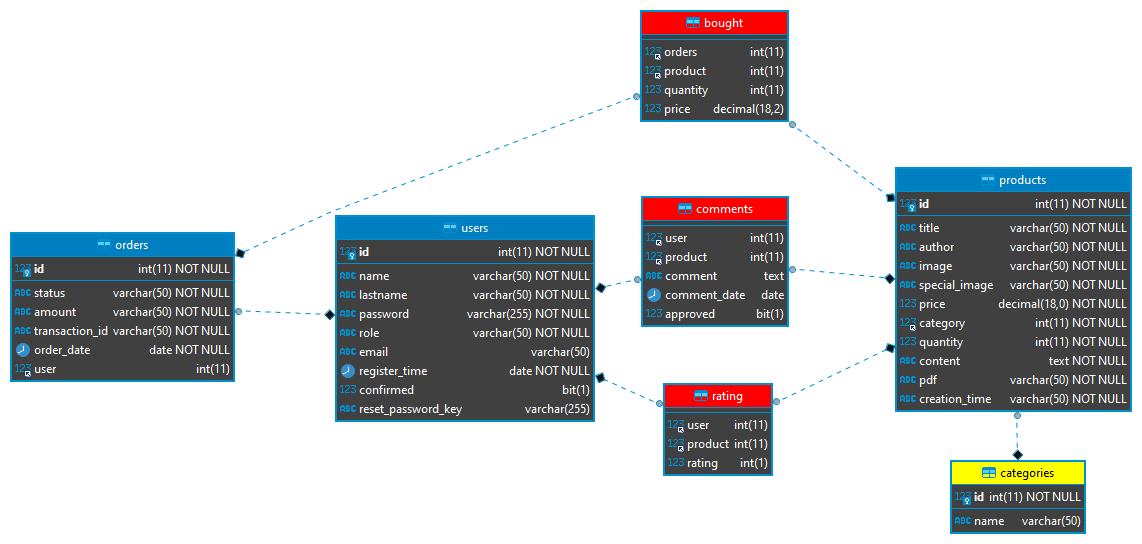 bought
orders int(11)
product int(11)
quantity int(11)
price decimal(18,2)
products
id int(11) NOT NULL
title varchar(50) NOT NULL
author varchar(50) NOT NULL
image varchar(50) NOT NULL
special_image varchar(50) NOT NULL
price decimal(18,0) NOT NULL
category int(11) NOT NULL
quantity int(11) NOT NULL
content text NOT NULL
pdf varchar(50) NOT NULL
creation_time varchar(50) NOT NULL
comments
user int(11)
product int(11)
comment text
comment_date date
approved bit(1)
users
id int(11) NOT NULL
name varchar(50) NOT NULL
lastname varchar(50) NOT NULL
password varchar(255) NOT NULL
role varchar(50) NOT NULL
email varchar(50)
register_time date NOT NULL
confirmed bit(1)
reset_password_key varchar(255)
orders
id int(11) NOT NULL
status varchar(50) NOT NULL
amount varchar(50) NOT NULL
transaction_id varchar(50) NOT NULL
order_date date NOT NULL
user int(11)
rating
user int(11)
product int(11)
rating int(1)
categories
id int(11) NOT NULL
name varchar(50)